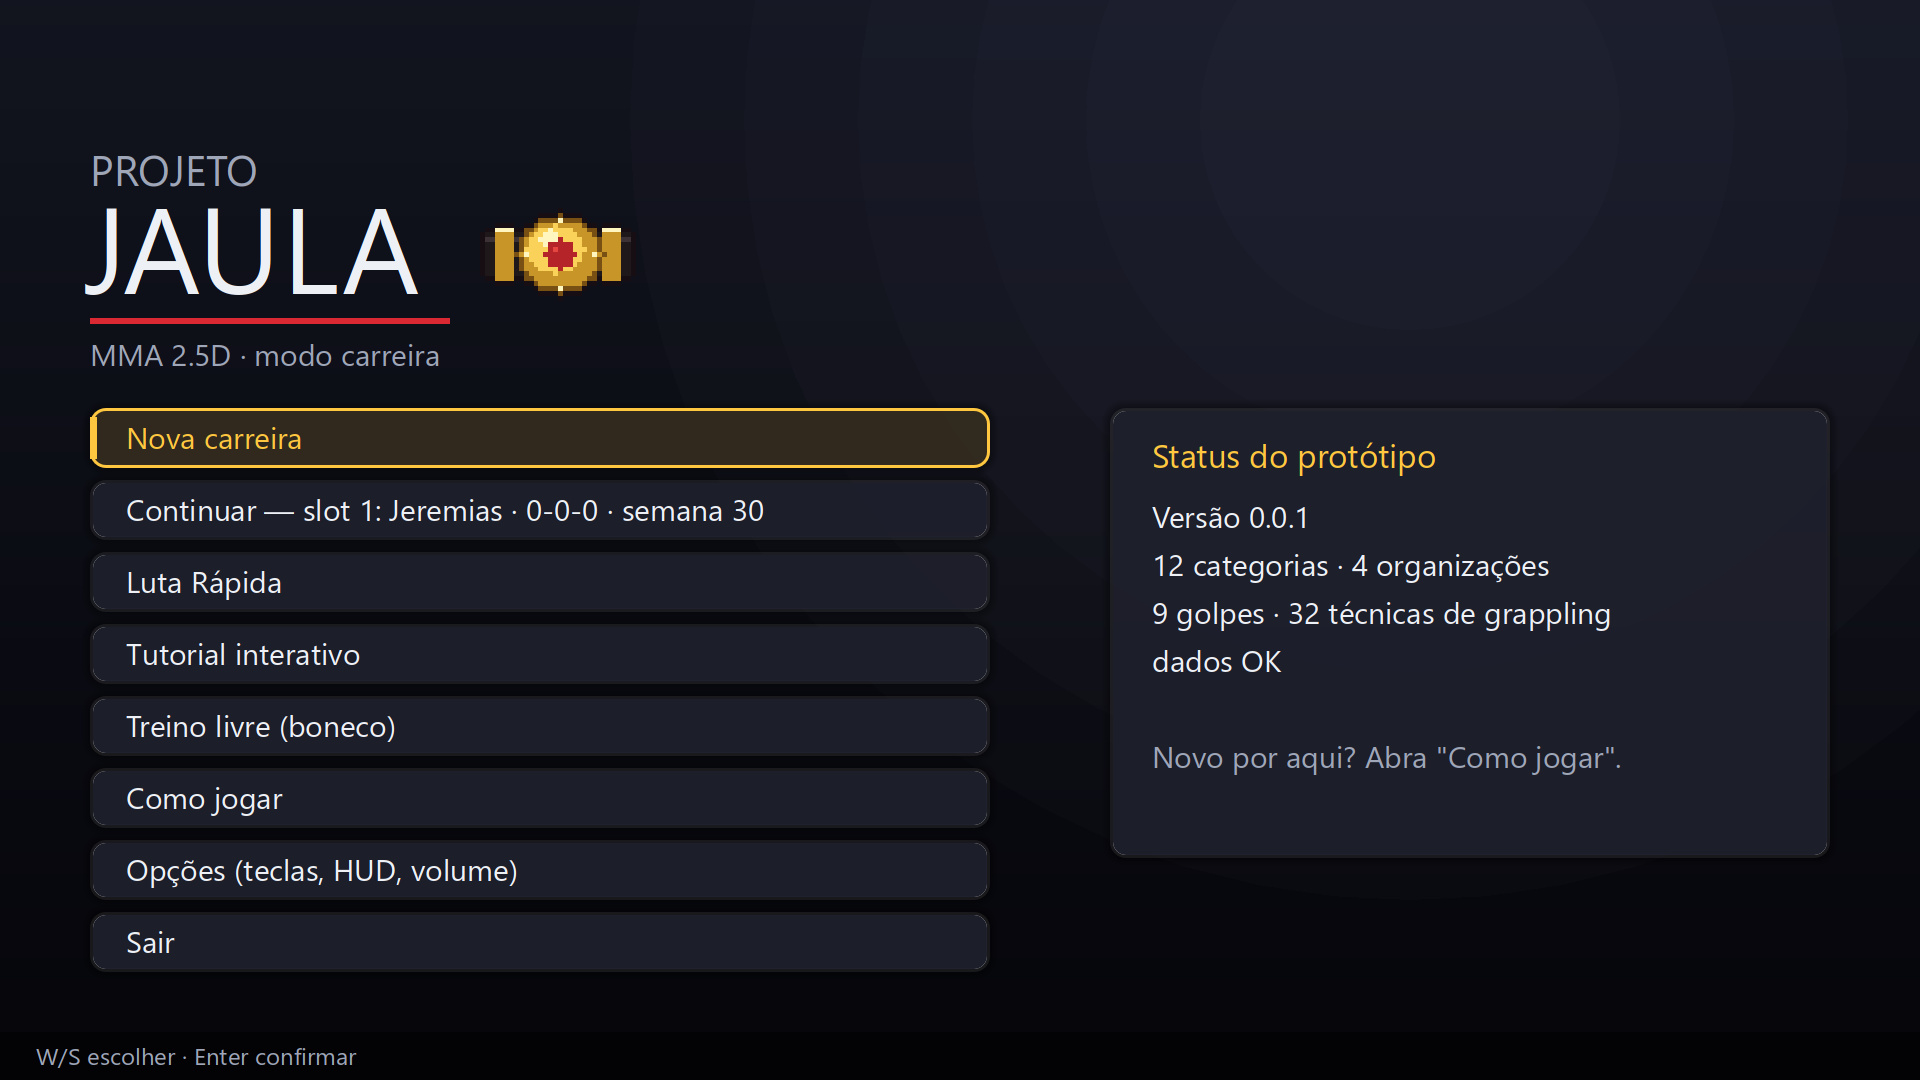 PROJETO
JAULA
MMA 2.5D · modo carreira
Nova carreira
Continuar — slot 1: Jeremias · 0-0-0 · semana 30
Luta Rápida
Tutorial interativo
Treino livre (boneco)
Como jogar
Opções (teclas, HUD, volume)
Sair
Status do protótipo
Versão 0.0.1
12 categorias · 4 organizações
9 golpes · 32 técnicas de grappling
dados OK
Novo por aqui? Abra "Como jogar".
W/S escolher · Enter confirmar